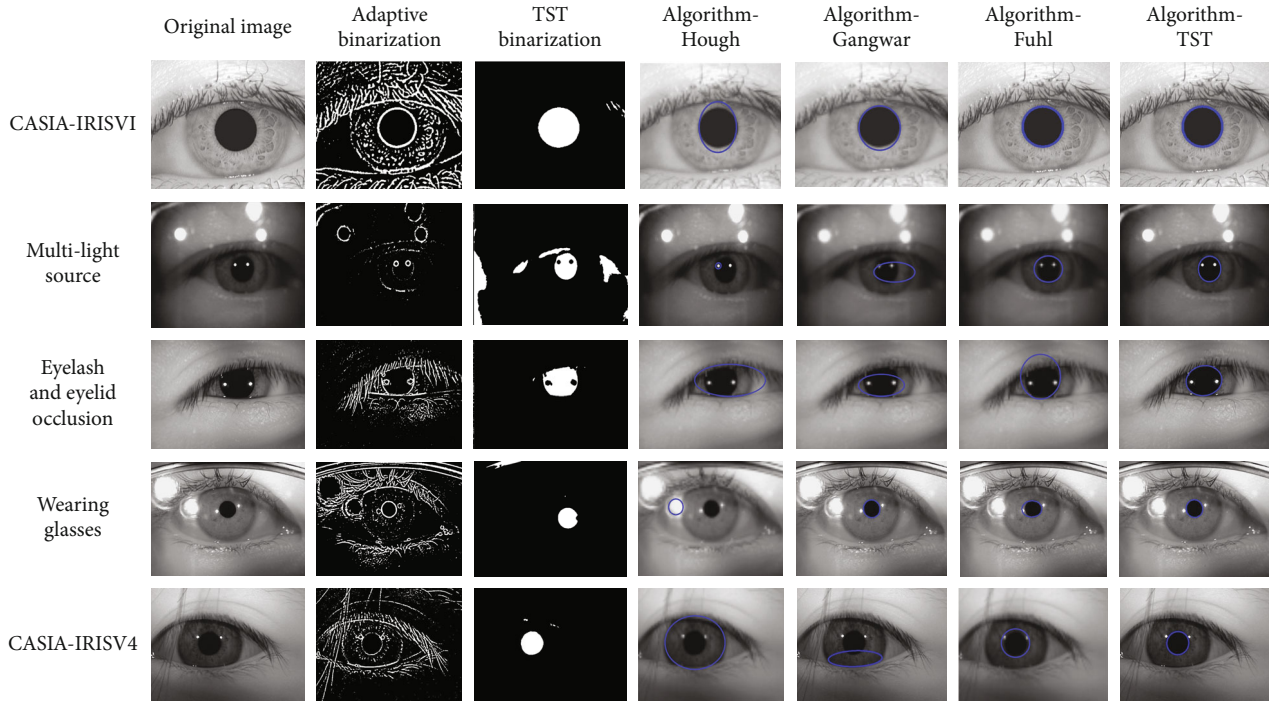 Original image
Adaptive
binarization
TST
binarization
Algorithm-
Hough
Algorithm-
Gangwar
Algorithm-
Fuhl
Algorithm-
TST
CASIA-IRISVI
Multi-light
source
Eyelash
and eyelid
occlusion
Wearing
glasses
CASIA-IRISV4